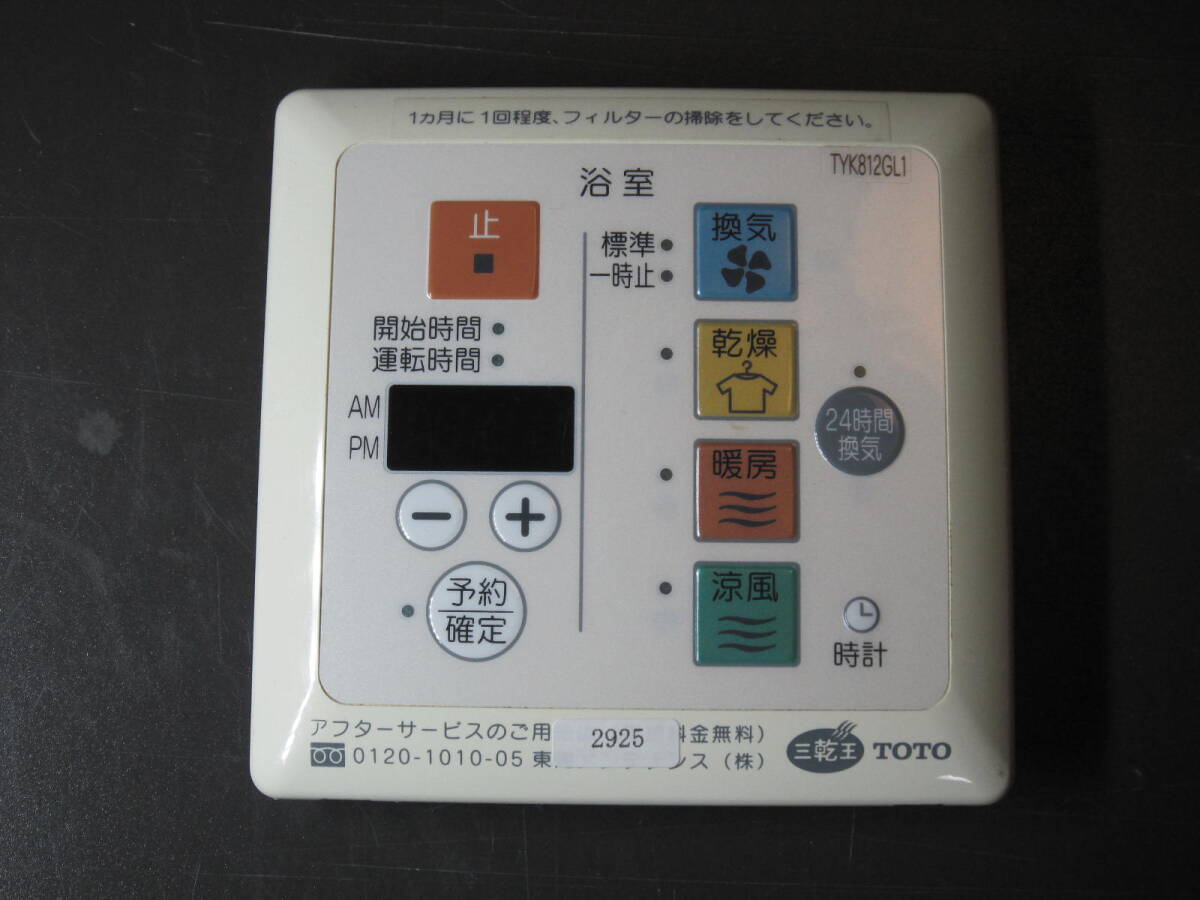 1カ月に1回程度、フィルターの掃除をしてください。
TYK812GL1
浴室
止
開始時間
運転時間
AM
PM
予約
確定
標準
一時止
換気
乾燥
暖房
涼風
24時間
換気
時計
アフターサービスのご用 料金無料)
2925
0120-1010-05 東 ンス(株)
三乾王
TOTO